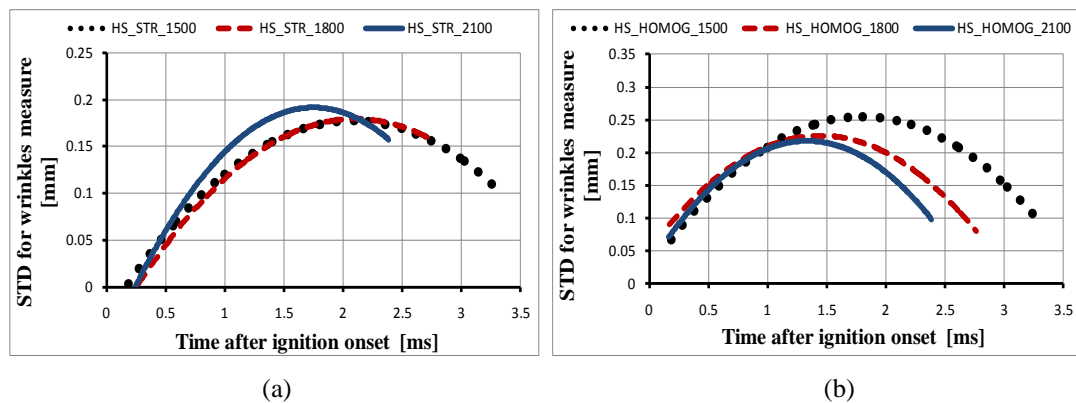 HS_STR_1500 HS_STR_1800 HS_STR_2100
0.25
0.2
0.15
0.1
0.05
0
0 0.5 1 1.5 2 2.5 3 3.5
STD for wrinkles measure
[mm]
Time after ignition onset [ms]
(a)
HS_HOMOG_1500 HS_HOMOG_1800 HS_HOMOG_2100
0.35
0.3
0.25
0.2
0.15
0.1
0.05
0
0 0.5 1 1.5 2 2.5 3 3.5
STD for wrinkles measure
[mm]
Time after ignition onset [ms]
(b)